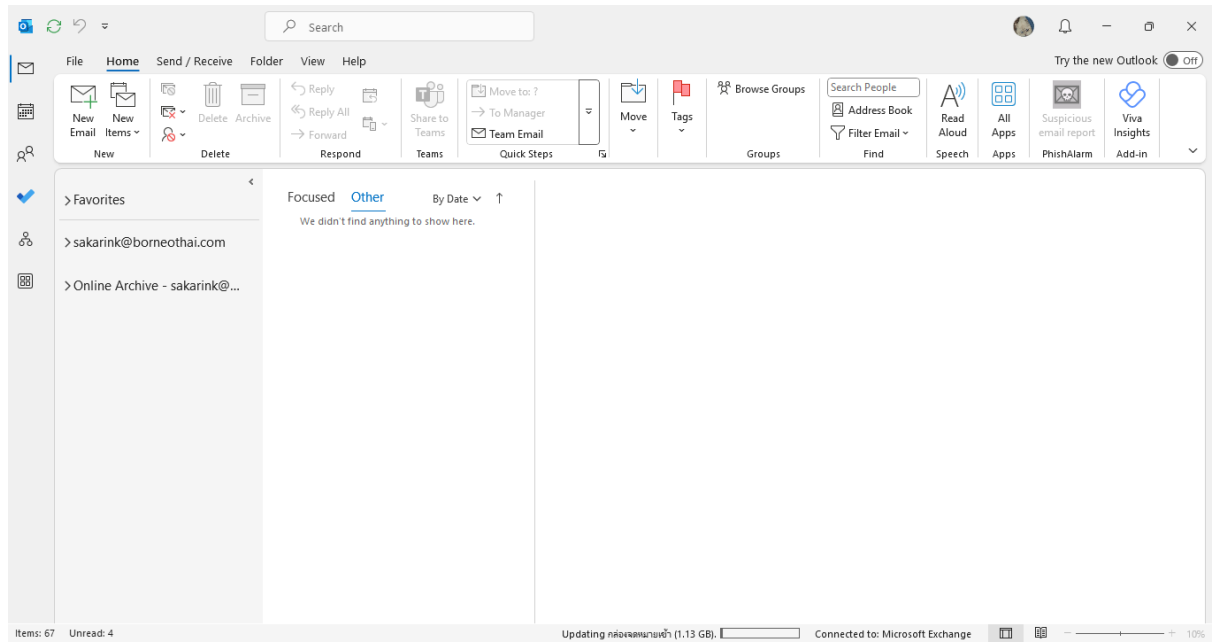 Search
File Home Send / Receive Folder View Help
Try the new Outlook Off
New Email
New Items
Delete
Archive
Reply
Reply All
Forward
Share to Teams
Move to: ?
To Manager
Team Email
Move
Tags
Browse Groups
Search People
Address Book
Filter Email
Read Aloud
All Apps
Suspicious email report
Viva Insights
New Delete Respond Teams Quick Steps Groups Find Speech Apps PhishAlarm Add-in
Favorites
sakarink@borneothai.com
Online Archive - sakarink@...
Focused Other By Date
We didn't find anything to show here.
Items: 67 Unread: 4 Updating กล่องจดหมายเข้า (1.13 GB). Connected to: Microsoft Exchange 10%